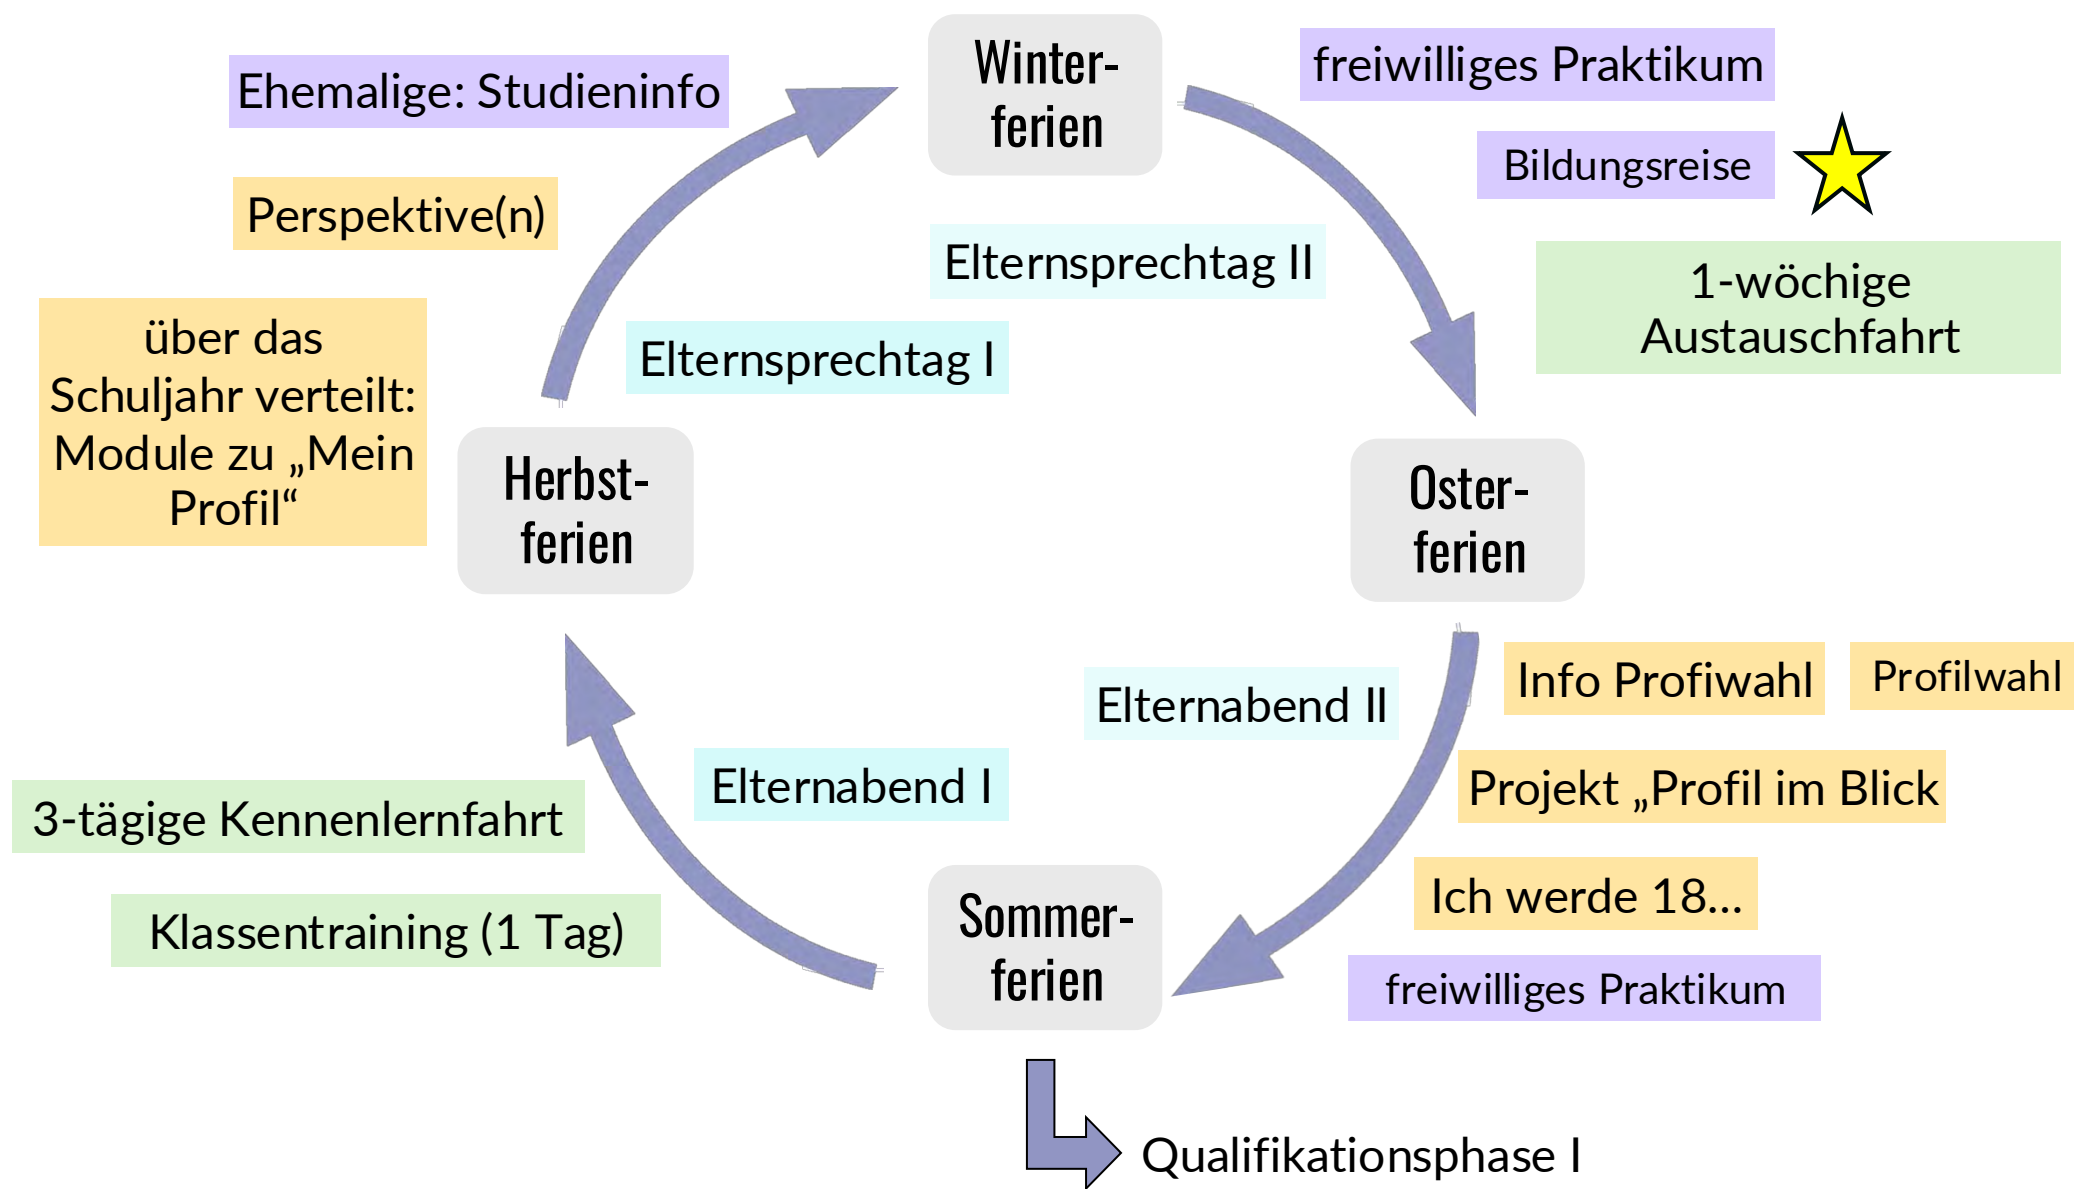 Winter-
ferien
freiwilliges Praktikum
Ehemalige: Studieninfo
Bildungsreise
Perspektive(n)
Elternsprechtag II
1-wöchige
Austauschfahrt
über das
Schuljahr verteilt:
Module zu „Mein
Profil“
Elternsprechtag I
Herbst-
ferien
Oster-
ferien
Info Profiwahl
Profilwahl
Elternabend II
Elternabend I
Projekt „Profil im Blick
3-tägige Kennenlernfahrt
Ich werde 18...
Klassentraining (1 Tag)
Sommer-
ferien
freiwilliges Praktikum
Qualifikationsphase I